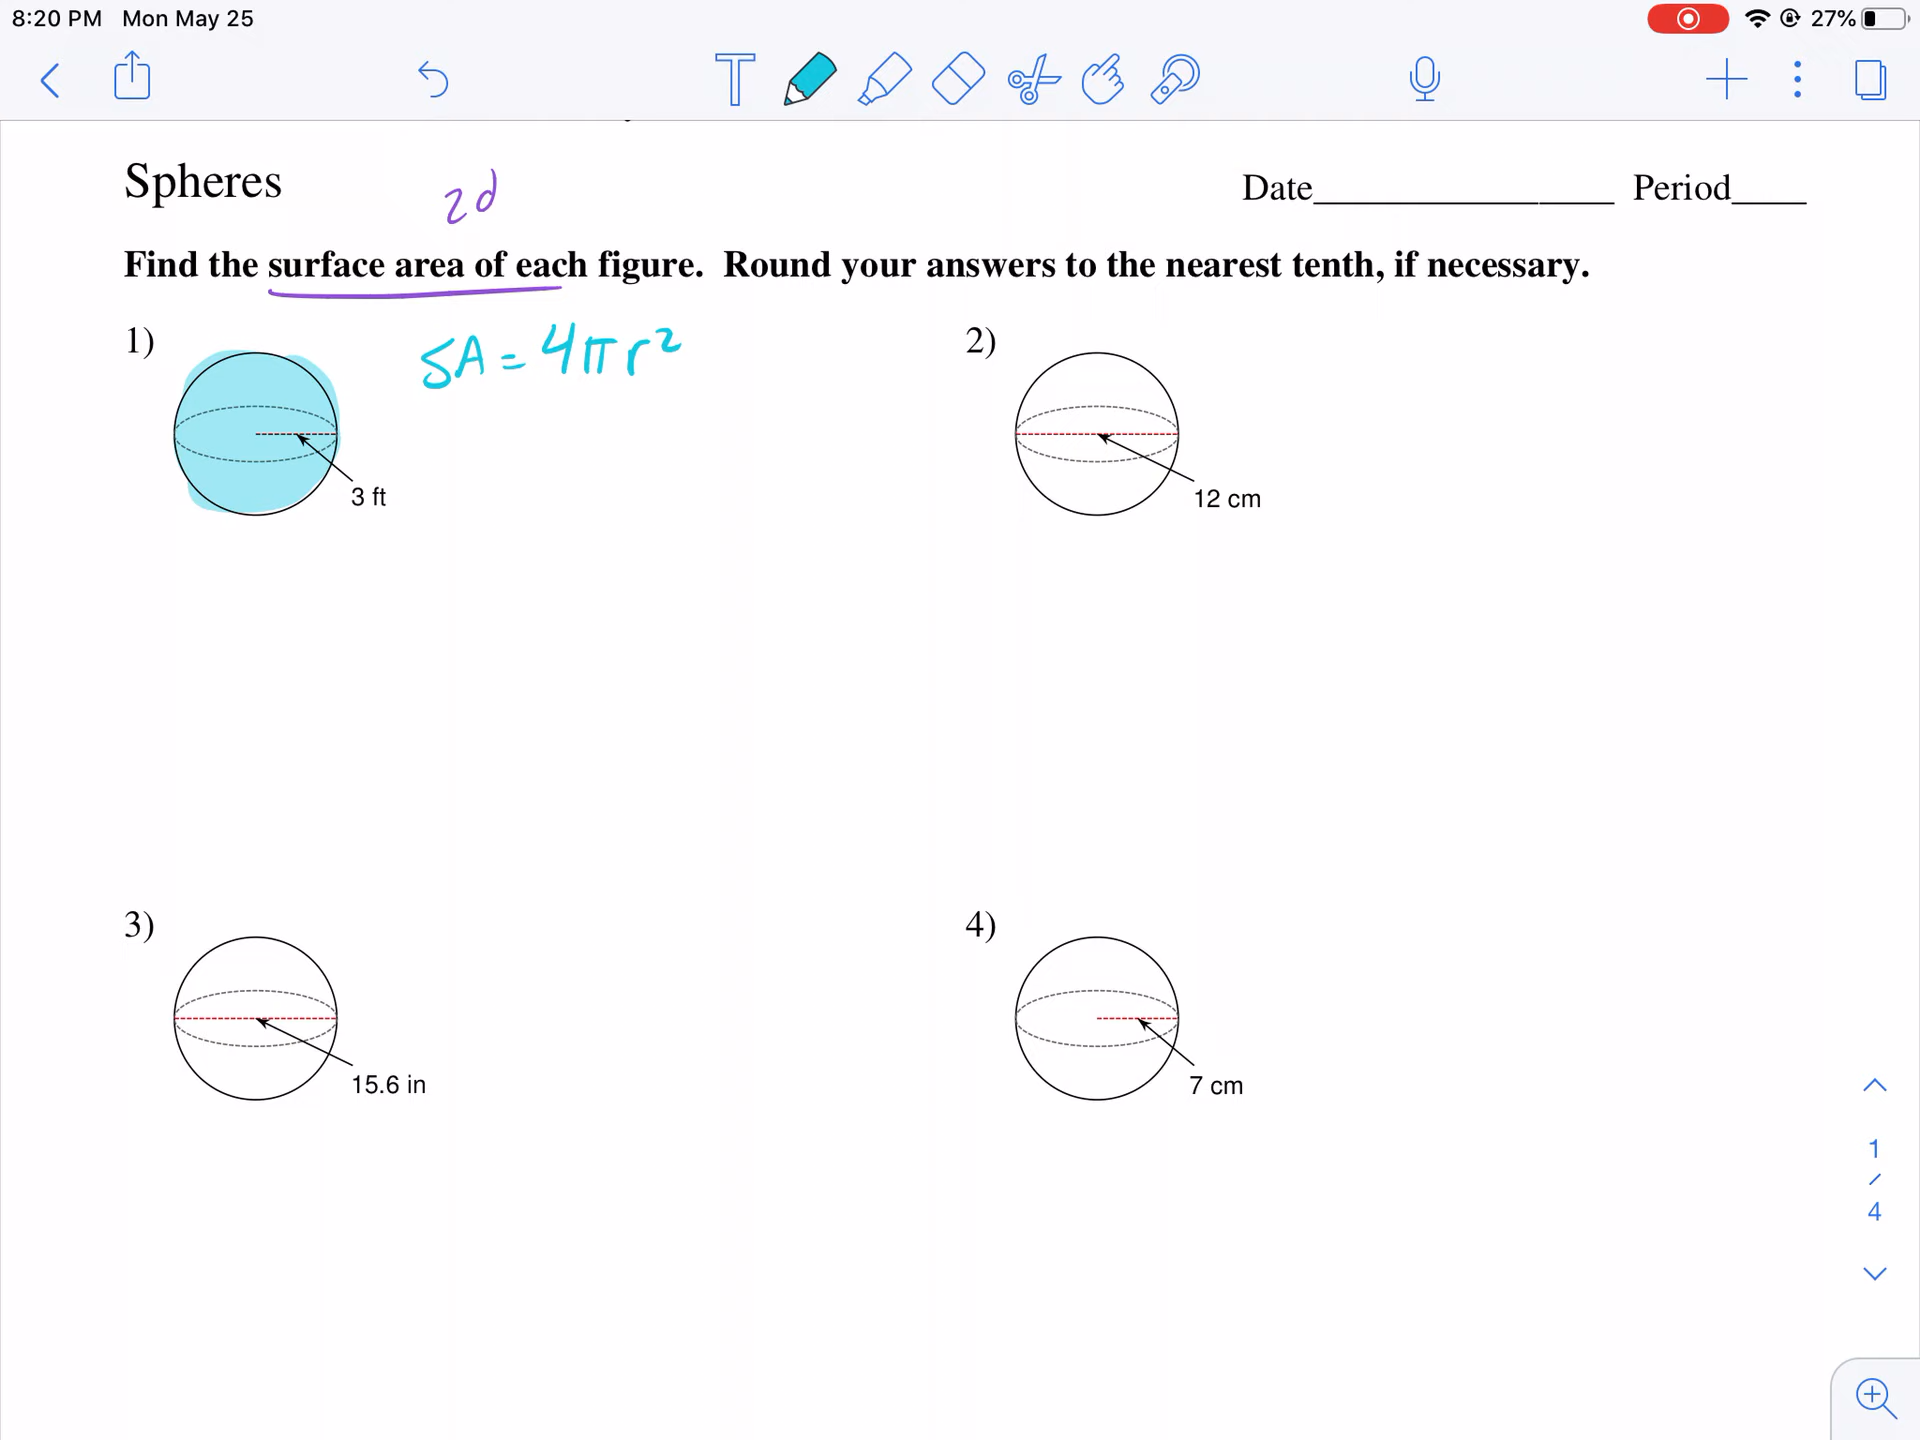 8:20 PM Mon May 25 27%
T
Spheres 2d Date Period
Find the surface area of each figure. Round your answers to the nearest tenth, if necessary.
1) SA = 4πr² 2)
3 ft 12 cm
3) 4)
15.6 in 7 cm
1
/
4